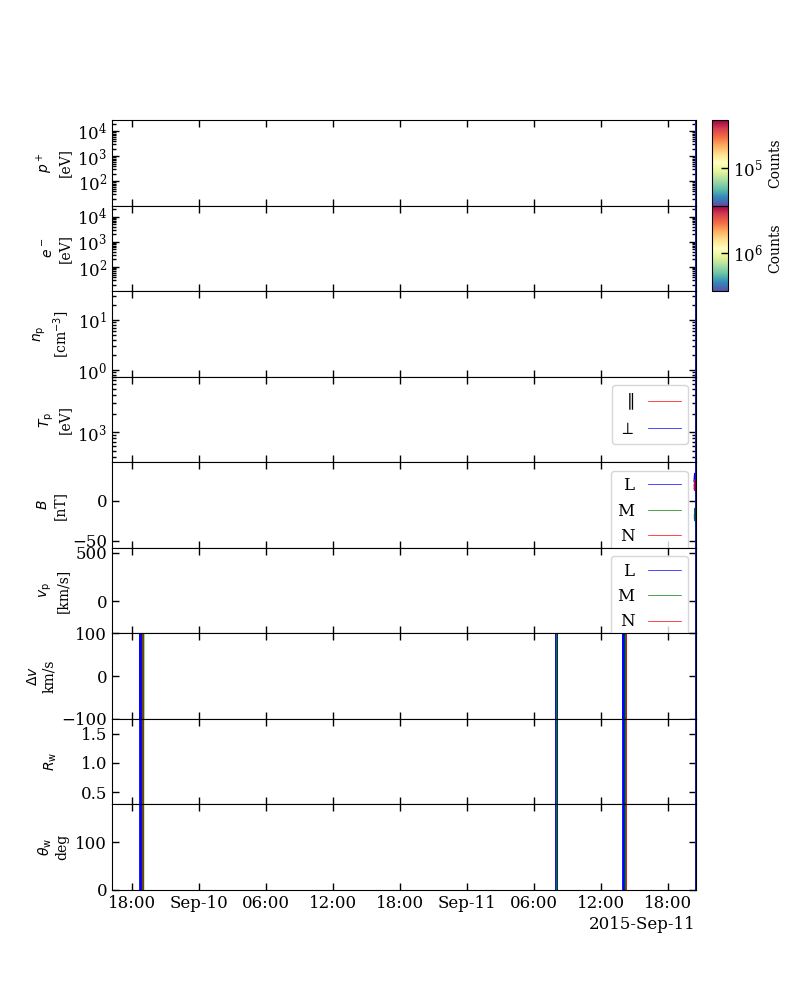 10⁴
10³
10²
p⁺
[eV]
10⁵
Counts
10⁴
10³
10²
e⁻
[eV]
10⁶
Counts
10¹
10⁰
nₚ
[cm⁻³]
10³
Tₚ
[eV]
∥
⊥
0
−50
B
[nT]
L
M
N
500
0
vₚ
[km/s]
L
M
N
100
0
−100
Δv
km/s
1.5
1.0
0.5
R_w
100
0
θ_w
deg
18:00 Sep-10 06:00 12:00 18:00 Sep-11 06:00 12:00 18:00
2015-Sep-11